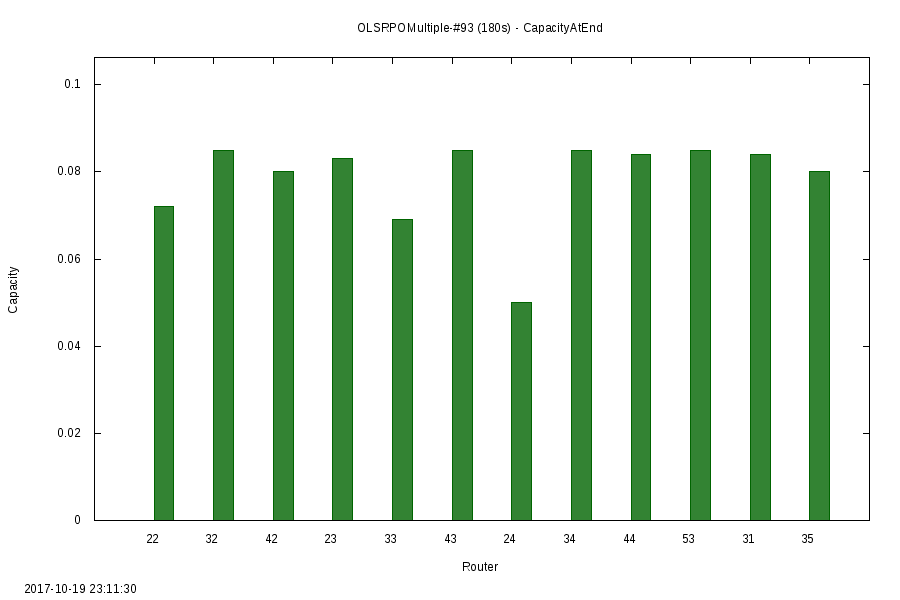 OLSRPOMultiple-#93 (180s) - CapacityAtEnd
0.1
0.08
0.06
0.04
0.02
0
Capacity
22 32 42 23 33 43 24 34 44 53 31 35
Router
2017-10-19 23:11:30